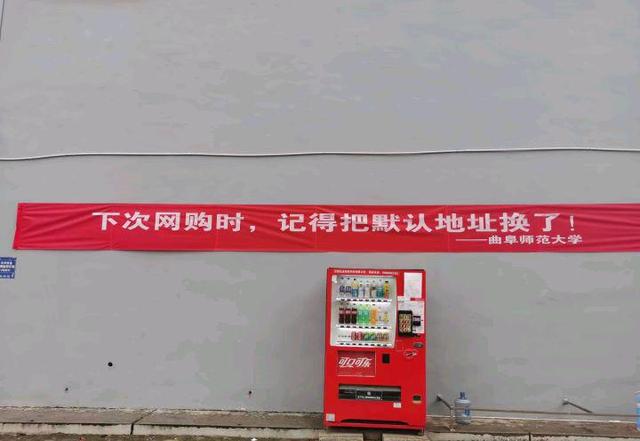 下次网购时，记得把默认地址换了！
——曲阜师范大学
可口可乐